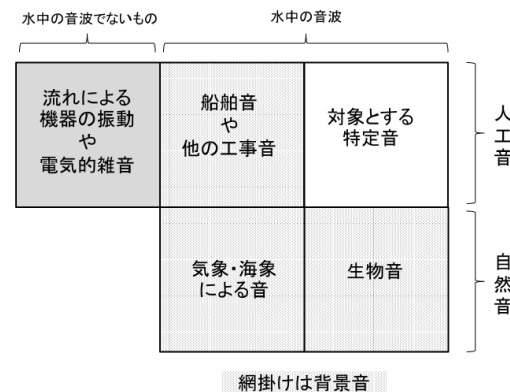 水中の音波でないもの
水中の音波
流れによる
機器の振動
や
電気的雑音
船舶音
や
他の工事音
対象とする
特定音
人工音
気象・海象
による音
生物音
自然音
網掛けは背景音